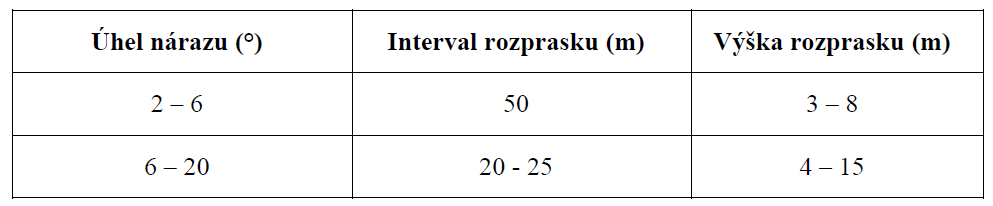 Úhel nárazu (°) Interval rozprasku (m) Výška rozprasku (m)
2 – 6 50 3 – 8
6 – 20 20 - 25 4 – 15